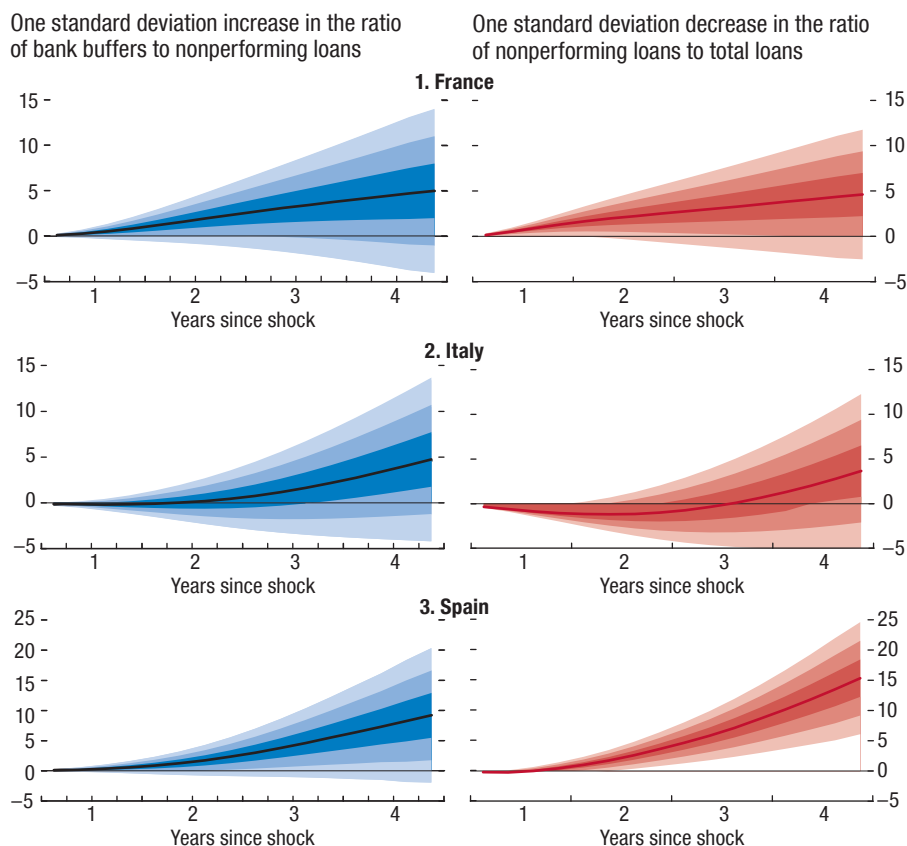 One standard deviation increase in the ratio
of bank buffers to nonperforming loans
One standard deviation decrease in the ratio
of nonperforming loans to total loans
1. France
15
10
5
0
–5
1 2 3 4
Years since shock
15
10
5
0
–5
1 2 3 4
Years since shock
2. Italy
15
10
5
0
–5
1 2 3 4
Years since shock
15
10
5
0
–5
1 2 3 4
Years since shock
3. Spain
25
20
15
10
5
0
–5
1 2 3 4
Years since shock
25
20
15
10
5
0
–5
1 2 3 4
Years since shock